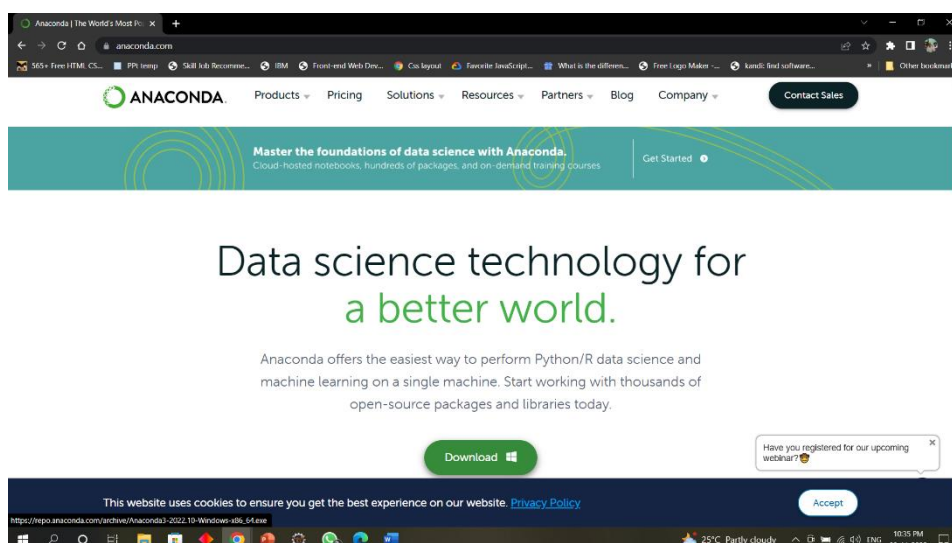 Anaconda | The World's Most Po
anaconda.com
565+ Free HTML CS...
PPt temp
Skill Job Recomme...
IBM
Front-end Web Dev...
Css layout
Favorite JavaScript...
What is the differen...
Free Logo Maker -...
kandi: find software...
Other bookmark
ANACONDA.
Products
Pricing
Solutions
Resources
Partners
Blog
Company
Contact Sales
Master the foundations of data science with Anaconda.
Cloud-hosted notebooks, hundreds of packages, and on-demand training courses
Get Started
Data science technology for
a better world.
Anaconda offers the easiest way to perform Python/R data science and
machine learning on a single machine. Start working with thousands of
open-source packages and libraries today.
Download
Have you registered for our upcoming
webinar?
This website uses cookies to ensure you get the best experience on our website. Privacy Policy
Accept
https://repo.anaconda.com/archive/Anaconda3-2022.10-Windows-x86_64.exe
25°C Partly cloudy
ENG
10:35 PM